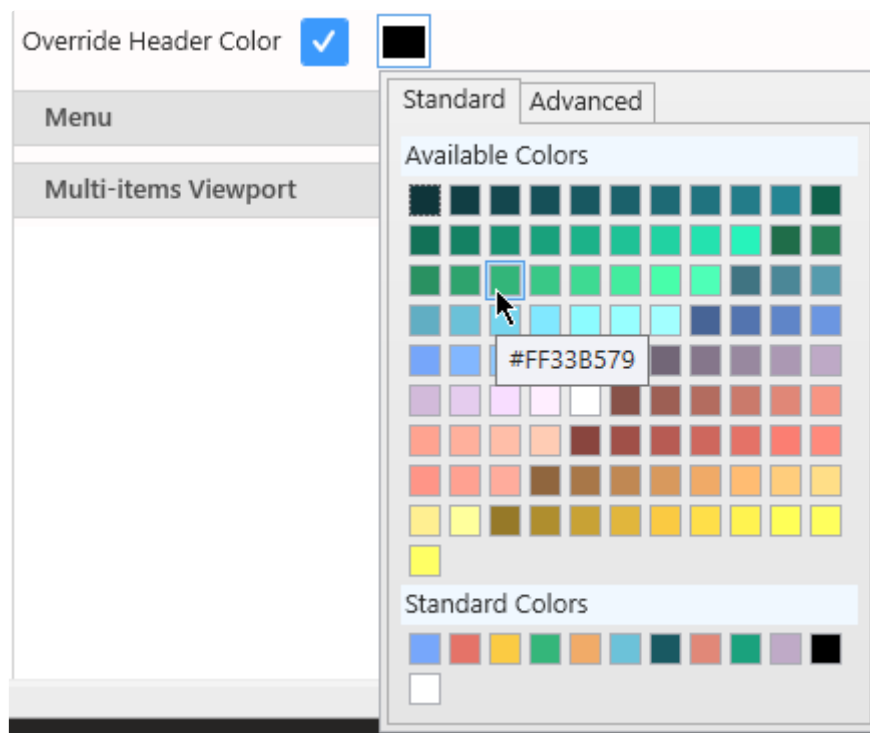 Override Header Color
Standard
Advanced
Menu
Available Colors
Multi-items Viewport
#FF33B579
Standard Colors